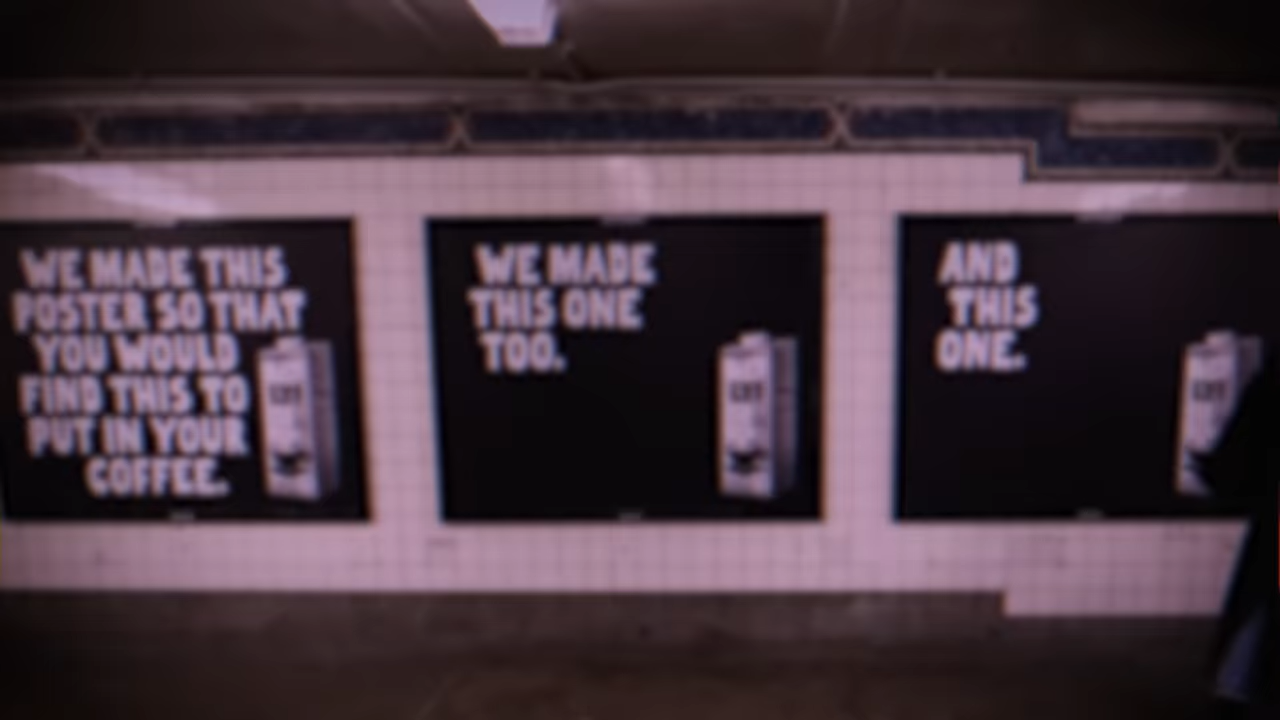 WE MADE THIS
POSTER SO THAT
YOU WOULD
FIND THIS TO
PUT IN YOUR
COFFEE.
WE MADE
THIS ONE
TOO.
AND
THIS
ONE.